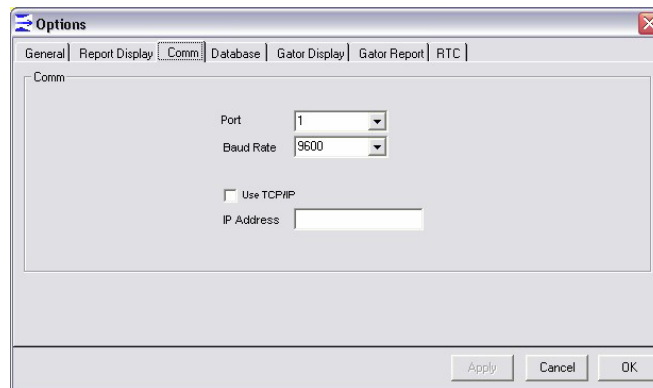 Options
General Report Display Comm Database Gator Display Gator Report RTC
Comm
Port 1
Baud Rate 9600
Use TCP/IP
IP Address
Apply Cancel OK